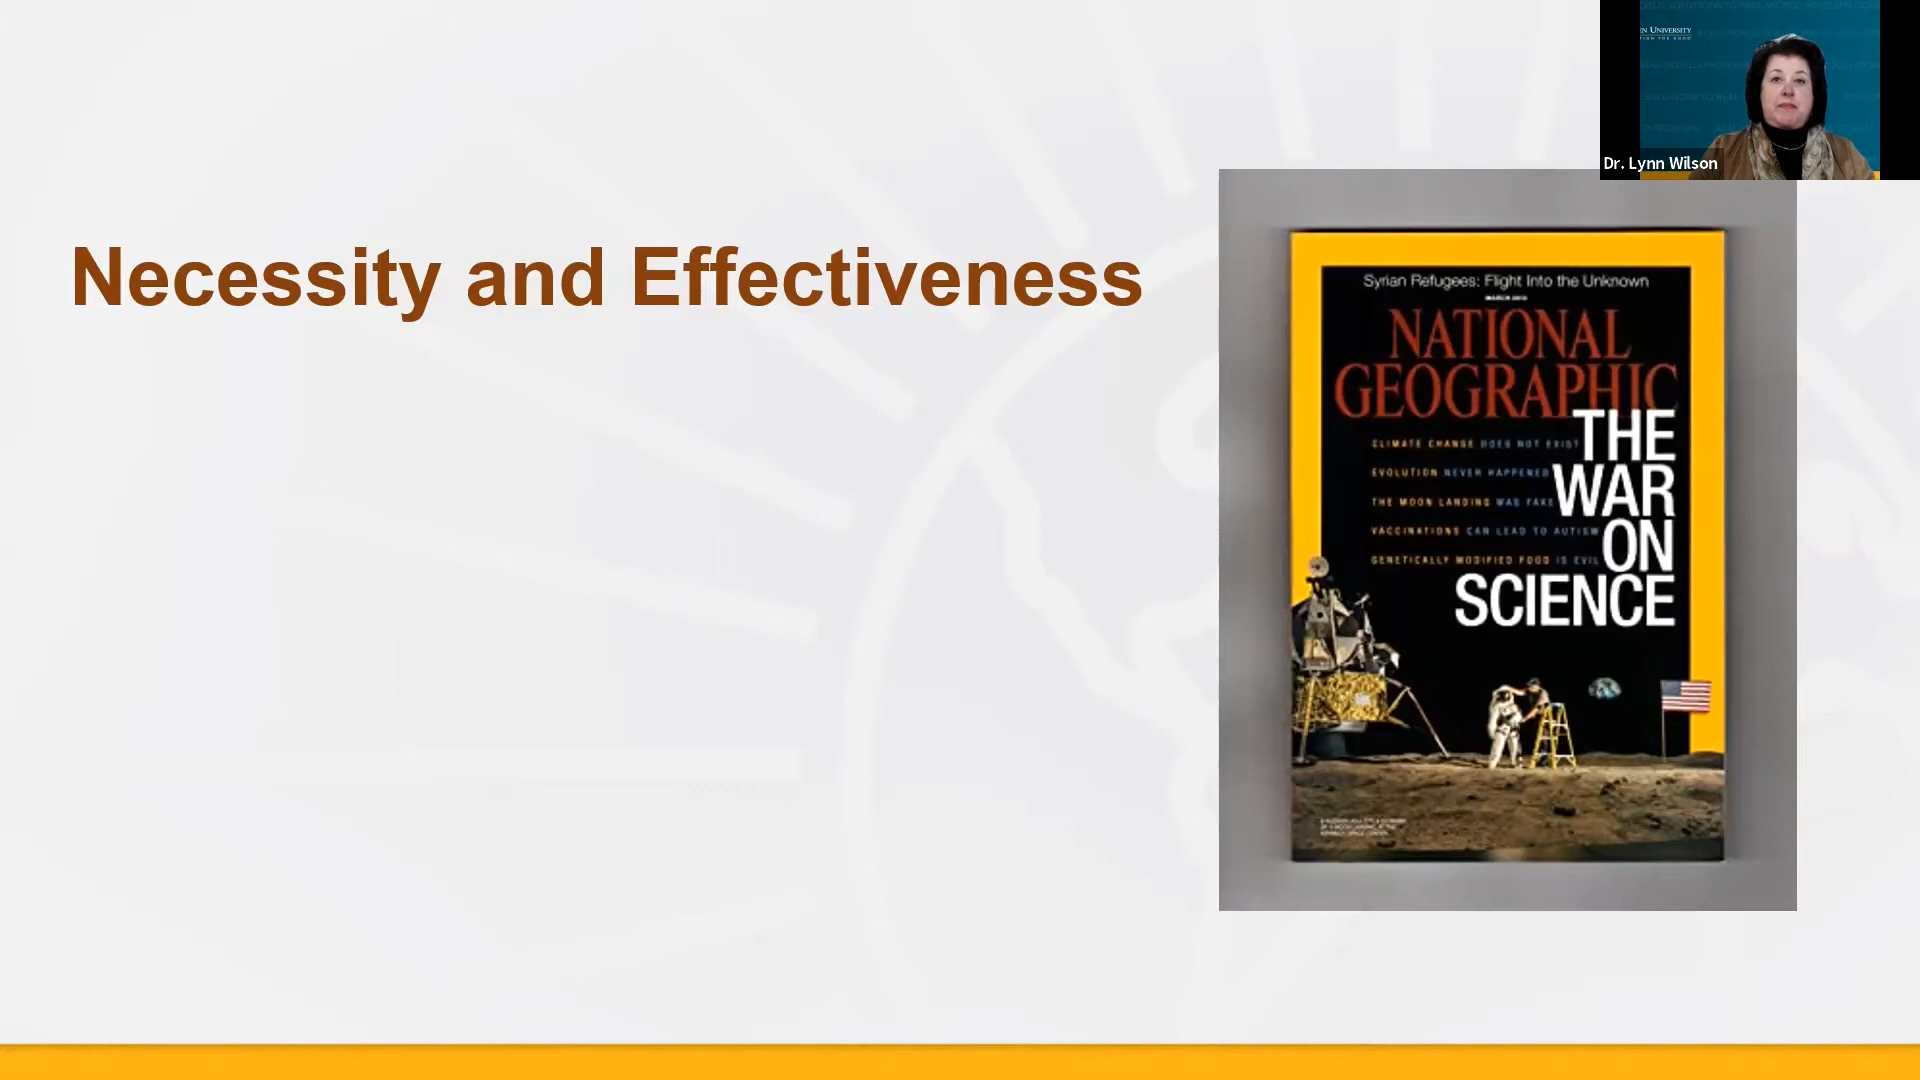 EN UNIVERSITY
Dr. Lynn Wilson
Necessity and Effectiveness
Syrian Refugees: Flight Into the Unknown
MARCH 2015
NATIONAL
GEOGRAPHIC
THE
WAR
ON
SCIENCE
CLIMATE CHANGE DOES NOT EXIST
EVOLUTION NEVER HAPPENED
THE MOON LANDING WAS FAKE
VACCINATIONS CAN LEAD TO AUTISM
GENETICALLY MODIFIED FOOD IS EVIL